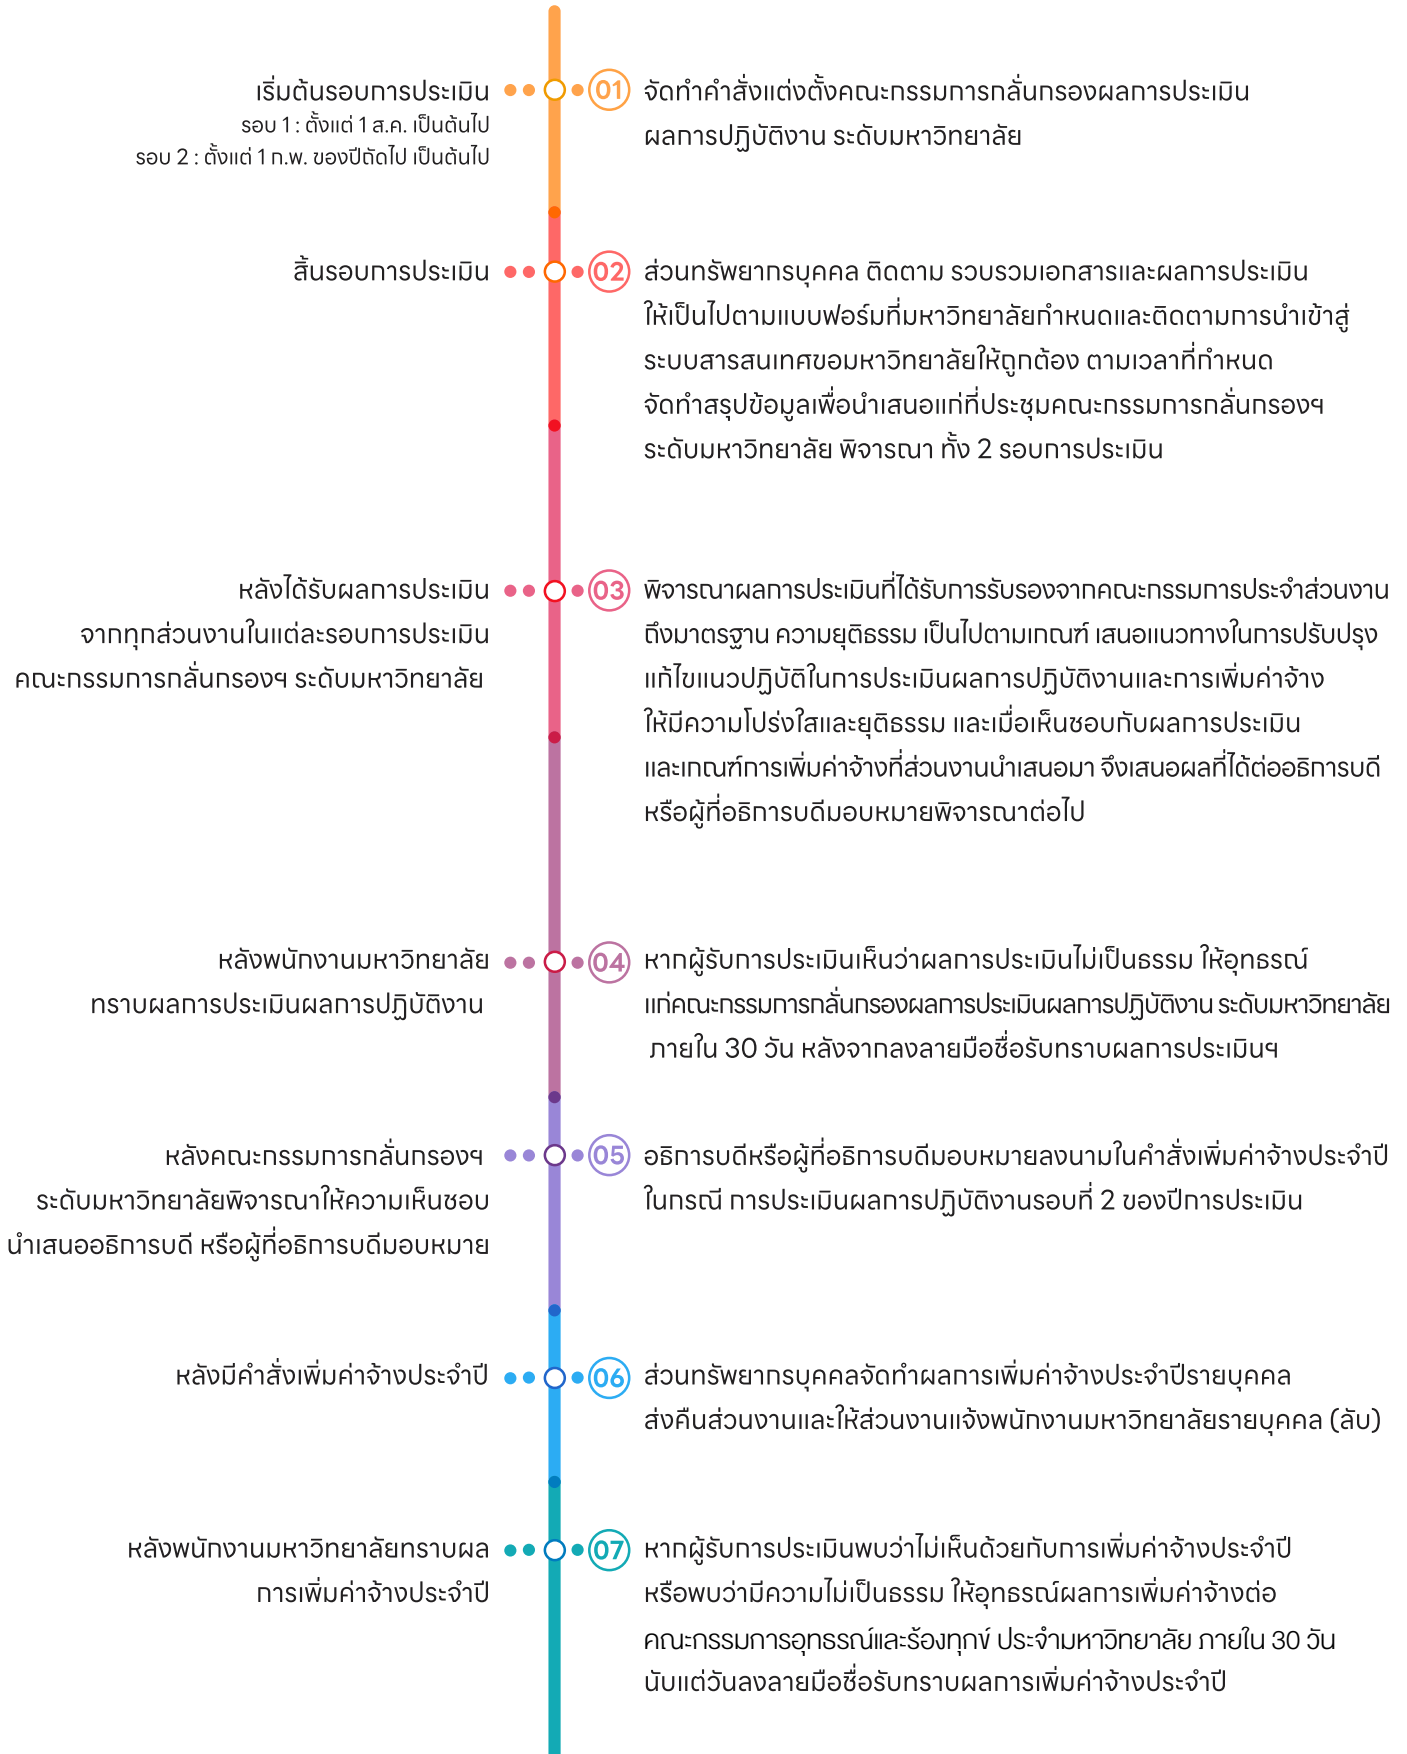 เริ่มต้นรอบการประเมิน
รอบ 1 : ตั้งแต่ 1 ส.ค. เป็นต้นไป
รอบ 2 : ตั้งแต่ 1 ก.พ. ของปีถัดไป เป็นต้นไป
01
จัดทำคำสั่งแต่งตั้งคณะกรรมการกลั่นกรองผลการประเมิน
ผลการปฏิบัติงาน ระดับมหาวิทยาลัย
สิ้นรอบการประเมิน
02
ส่วนทรัพยากรบุคคล ติดตาม รวบรวมเอกสารและผลการประเมิน
ให้เป็นไปตามแบบฟอร์มที่มหาวิทยาลัยกำหนดและติดตามการนำเข้าสู่
ระบบสารสนเทศขอมหาวิทยาลัยให้ถูกต้อง ตามเวลาที่กำหนด
จัดทำสรุปข้อมูลเพื่อนำเสนอแก่ที่ประชุมคณะกรรมการกลั่นกรองฯ
ระดับมหาวิทยาลัย พิจารณา ทั้ง 2 รอบการประเมิน
หลังได้รับผลการประเมิน
จากทุกส่วนงานในแต่ละรอบการประเมิน
คณะกรรมการกลั่นกรองฯ ระดับมหาวิทยาลัย
03
พิจารณาผลการประเมินที่ได้รับการรับรองจากคณะกรรมการประจำส่วนงาน
ถึงมาตรฐาน ความยุติธรรม เป็นไปตามเกณฑ์ เสนอแนวทางในการปรับปรุง
แก้ไขแนวปฏิบัติในการประเมินผลการปฏิบัติงานและการเพิ่มค่าจ้าง
ให้มีความโปร่งใสและยุติธรรม และเมื่อเห็นชอบกับผลการประเมิน
และเกณฑ์การเพิ่มค่าจ้างที่ส่วนงานนำเสนอมา จึงเสนอผลที่ได้ต่ออธิการบดี
หรือผู้ที่อธิการบดีมอบหมายพิจารณาต่อไป
หลังพนักงานมหาวิทยาลัย
ทราบผลการประเมินผลการปฏิบัติงาน
04
หากผู้รับการประเมินเห็นว่าผลการประเมินไม่เป็นธรรม ให้อุทธรณ์
แก่คณะกรรมการกลั่นกรองผลการประเมินผลการปฏิบัติงาน ระดับมหาวิทยาลัย
ภายใน 30 วัน หลังจากลงลายมือชื่อรับทราบผลการประเมินฯ
หลังคณะกรรมการกลั่นกรองฯ
ระดับมหาวิทยาลัยพิจารณาให้ความเห็นชอบ
นำเสนออธิการบดี หรือผู้ที่อธิการบดีมอบหมาย
05
อธิการบดีหรือผู้ที่อธิการบดีมอบหมายลงนามในคำสั่งเพิ่มค่าจ้างประจำปี
ในกรณี การประเมินผลการปฏิบัติงานรอบที่ 2 ของปีการประเมิน
หลังมีคำสั่งเพิ่มค่าจ้างประจำปี
06
ส่วนทรัพยากรบุคคลจัดทำผลการเพิ่มค่าจ้างประจำปีรายบุคคล
ส่งคืนส่วนงานและให้ส่วนงานแจ้งพนักงานมหาวิทยาลัยรายบุคคล (ลับ)
หลังพนักงานมหาวิทยาลัยทราบผล
การเพิ่มค่าจ้างประจำปี
07
หากผู้รับการประเมินพบว่าไม่เห็นด้วยกับการเพิ่มค่าจ้างประจำปี
หรือพบว่ามีความไม่เป็นธรรม ให้อุทธรณ์ผลการเพิ่มค่าจ้างต่อ
คณะกรรมการอุทธรณ์และร้องทุกข์ ประจำมหาวิทยาลัย ภายใน 30 วัน
นับแต่วันลงลายมือชื่อรับทราบผลการเพิ่มค่าจ้างประจำปี